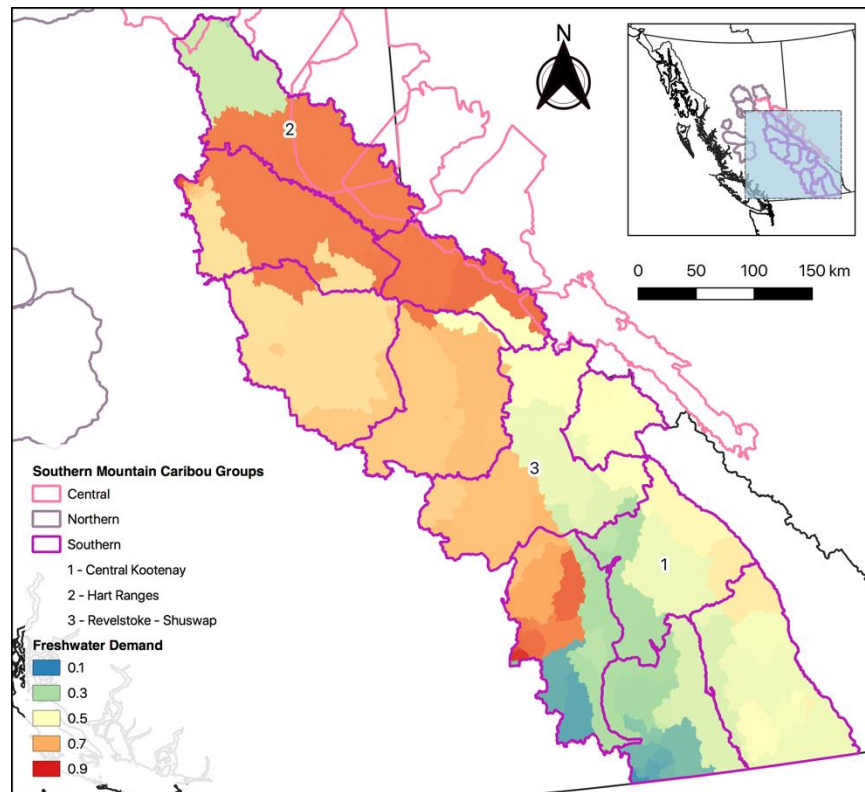 N
2
0 50 100 150 km
3
1
Southern Mountain Caribou Groups
Central
Northern
Southern
1 - Central Kootenay
2 - Hart Ranges
3 - Revelstoke - Shuswap
Freshwater Demand
0.1
0.3
0.5
0.7
0.9